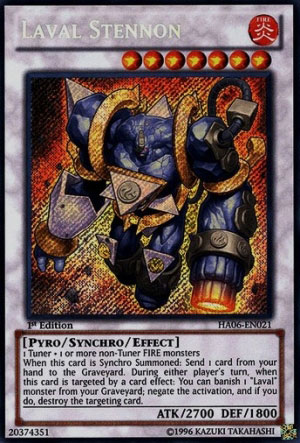 LAVAL STENNON
FIRE
炎
1st Edition
HA06-EN021
[PYRO/SYNCHRO/EFFECT]
1 Tuner + 1 or more non-Tuner FIRE monsters
When this card is Synchro Summoned: Send 1 card from
your hand to the Graveyard. During either player's turn, when
this card is targeted by a card effect: You can banish 1 "Laval"
monster from your Graveyard; negate the activation, and if you
do, destroy the targeting card.
ATK/2700 DEF/1800
20374351
©1996 KAZUKI TAKAHASHI